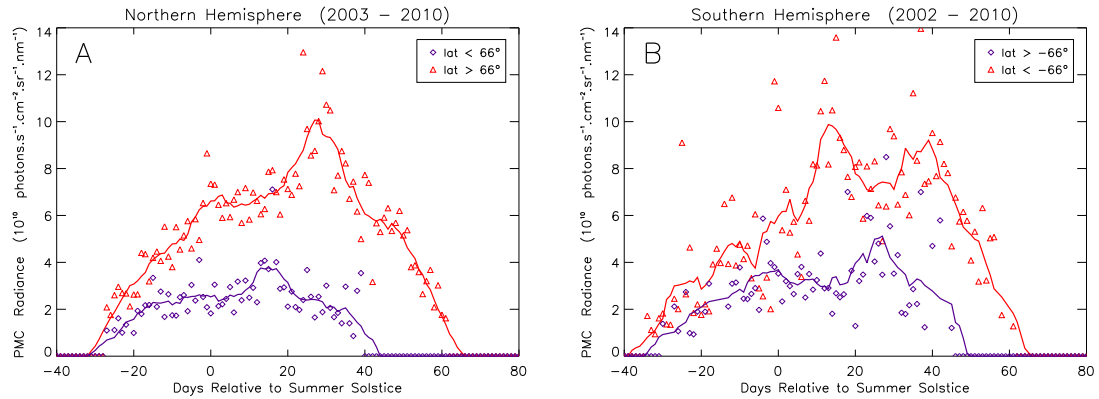 Northern Hemisphere (2003 – 2010)
A
lat < 66°
lat > 66°
PMC Radiance (10¹⁰ photons.s⁻¹.cm⁻².sr⁻¹.nm⁻¹)
14
12
10
8
6
4
2
0
-40 -20 0 20 40 60 80
Days Relative to Summer Solstice
Southern Hemisphere (2002 – 2010)
B
lat > −66°
lat < −66°
PMC Radiance (10¹⁰ photons.s⁻¹.cm⁻².sr⁻¹.nm⁻¹)
14
12
10
8
6
4
2
0
-40 -20 0 20 40 60 80
Days Relative to Summer Solstice